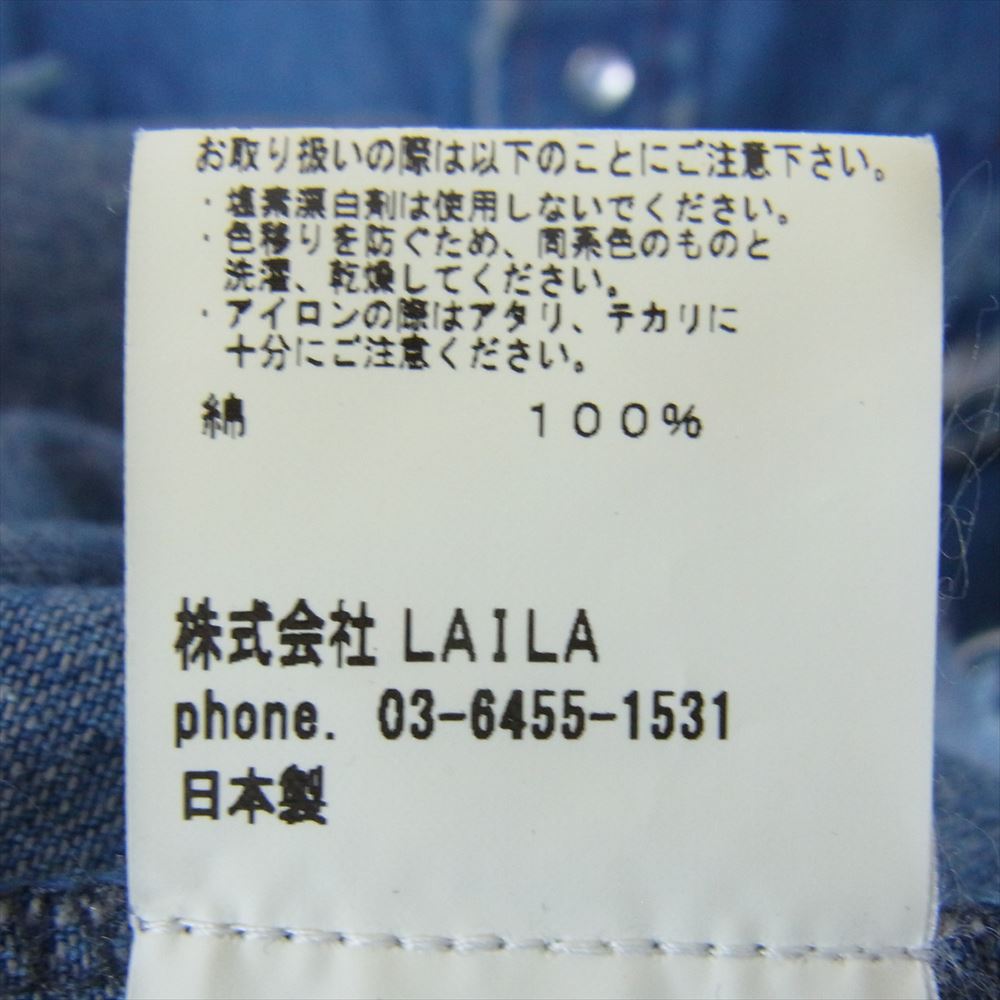 お取り扱いの際は以下のことにご注意下さい。
・塩素漂白剤は使用しないでください。
・色移りを防ぐため、同系色のものと
洗濯、乾燥してください。
・アイロンの際はアタリ、テカリに
十分にご注意ください。
綿 100%
株式会社 LAILA
phone. 03-6455-1531
日本製